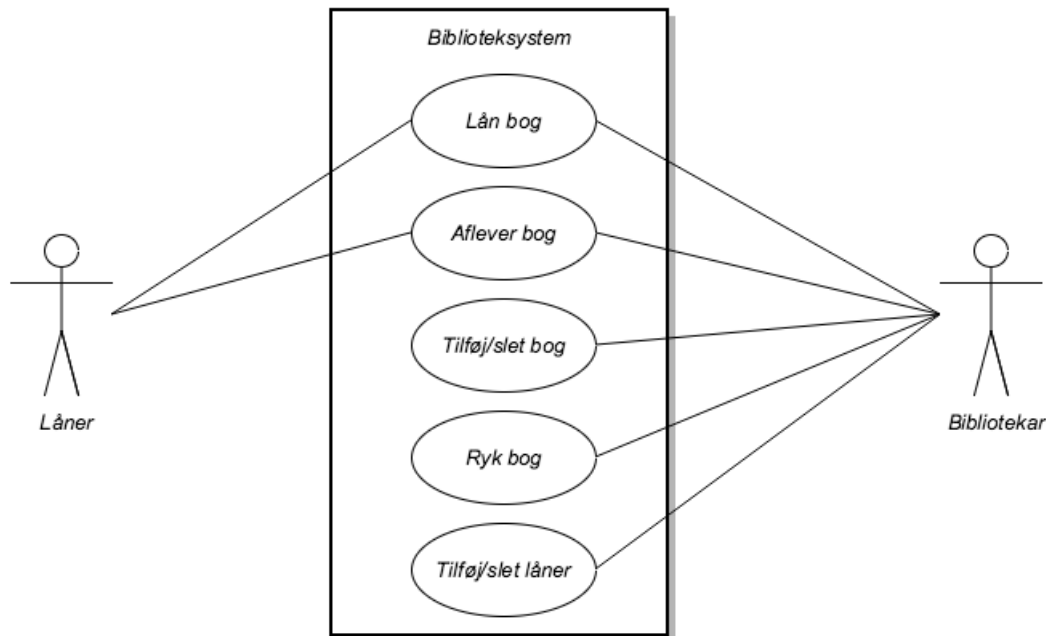 Biblioteksystem
Lån bog
Aflever bog
Tilføj/slet bog
Låner
Bibliotekar
Ryk bog
Tilføj/slet låner